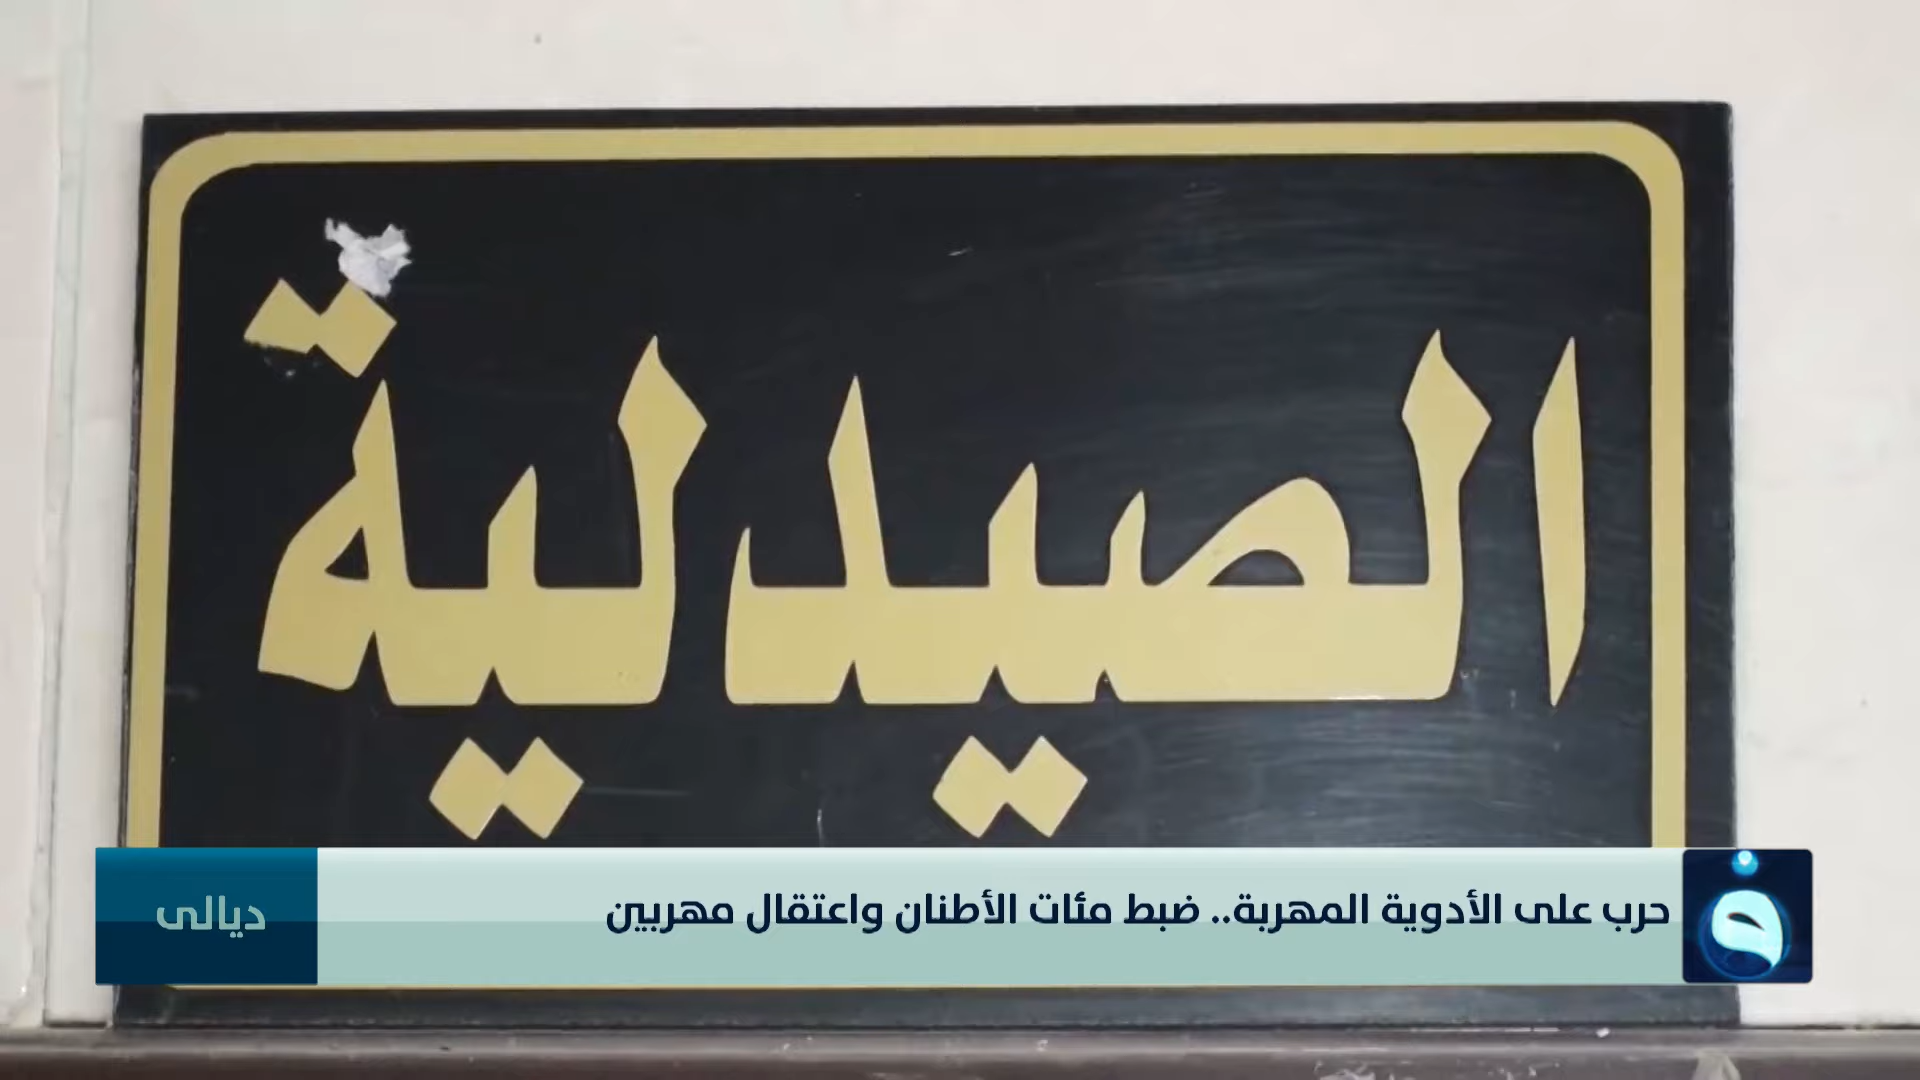 الصيدلية
حرب على الأدوية المهربة.. ضبط مئات الأطنان واعتقال مهربين
ديالى